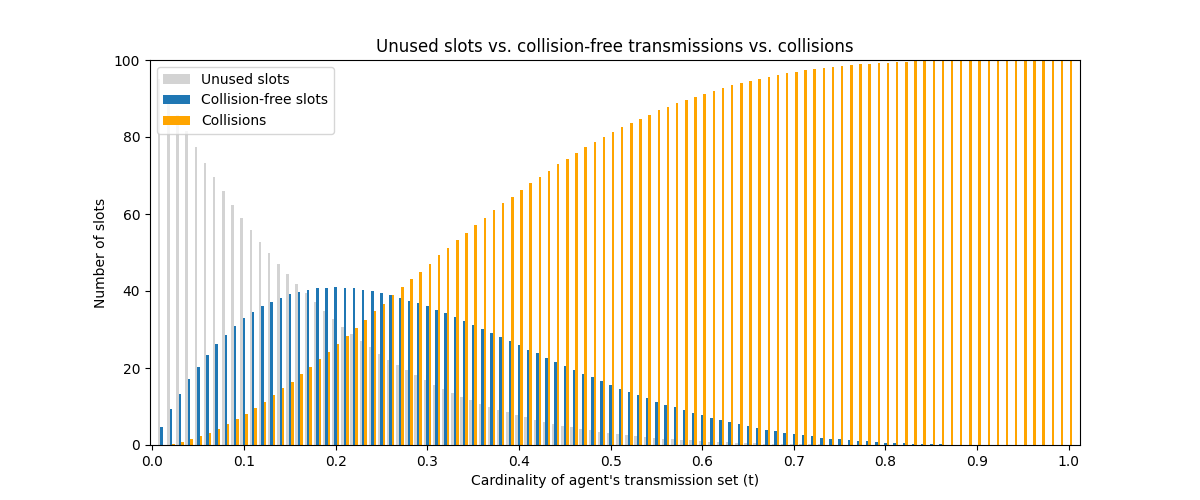 Unused slots vs. collision-free transmissions vs. collisions
100
80
60
40
20
0
Number of slots
Unused slots
Collision-free slots
Collisions
0.0 0.1 0.2 0.3 0.4 0.5 0.6 0.7 0.8 0.9 1.0
Cardinality of agent's transmission set (t)